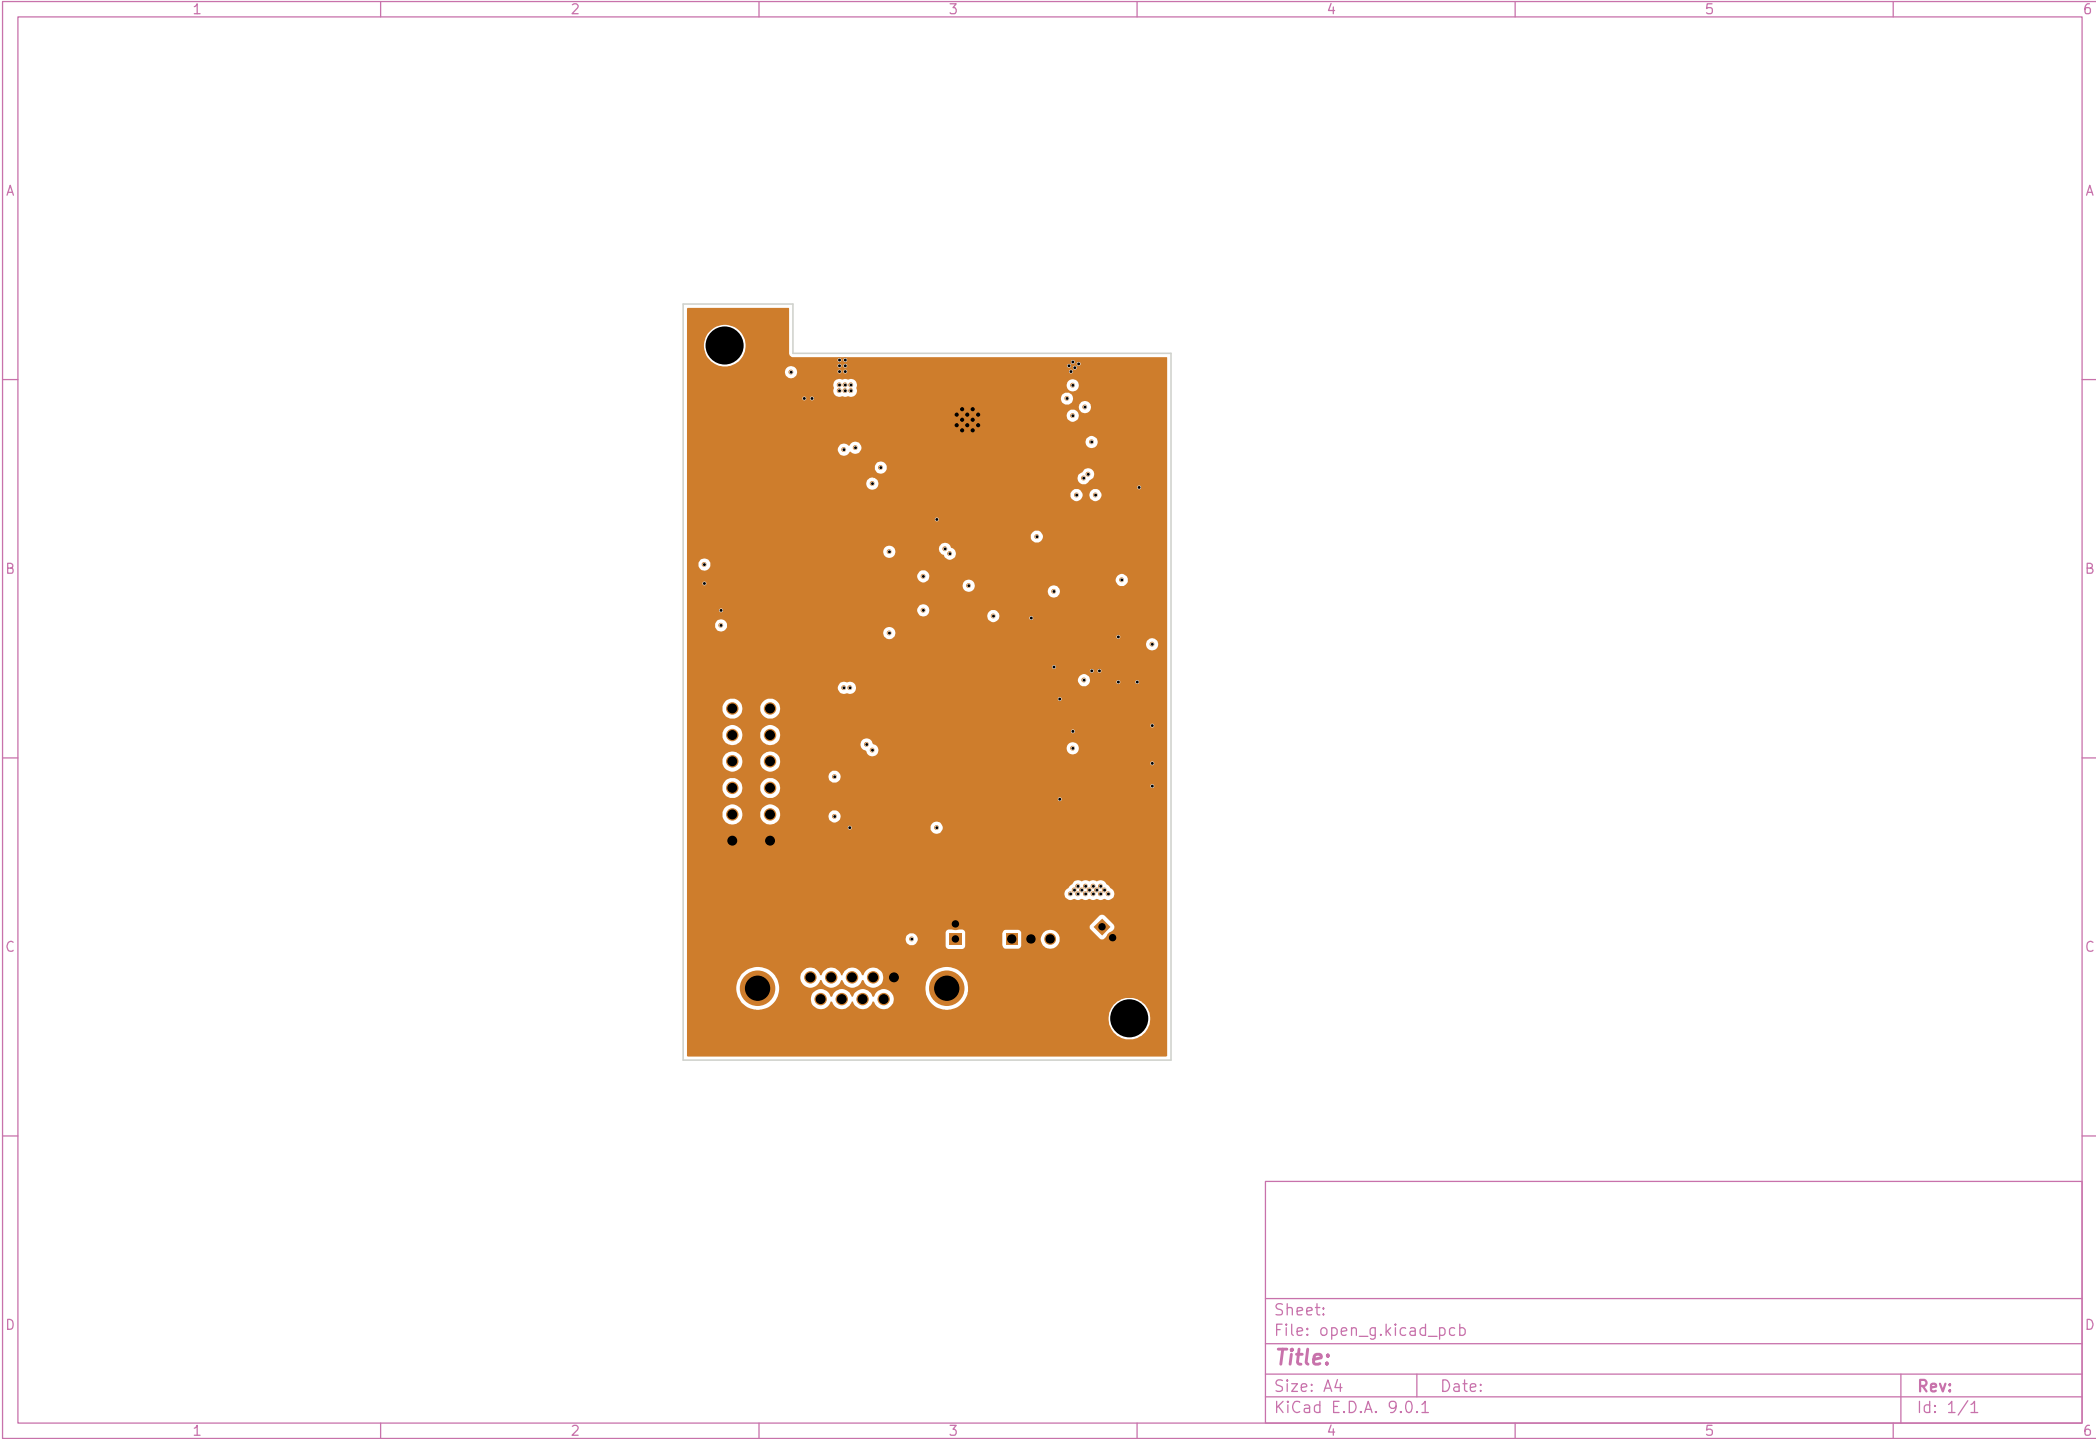 1 2 3 4 5 6
A A
B B
C C
Sheet:
File: open_g.kicad_pcb
D D
Title:
Size: A4 Date: Rev:
KiCad E.D.A. 9.0.1 Id: 1/1
1 2 3 4 5 6